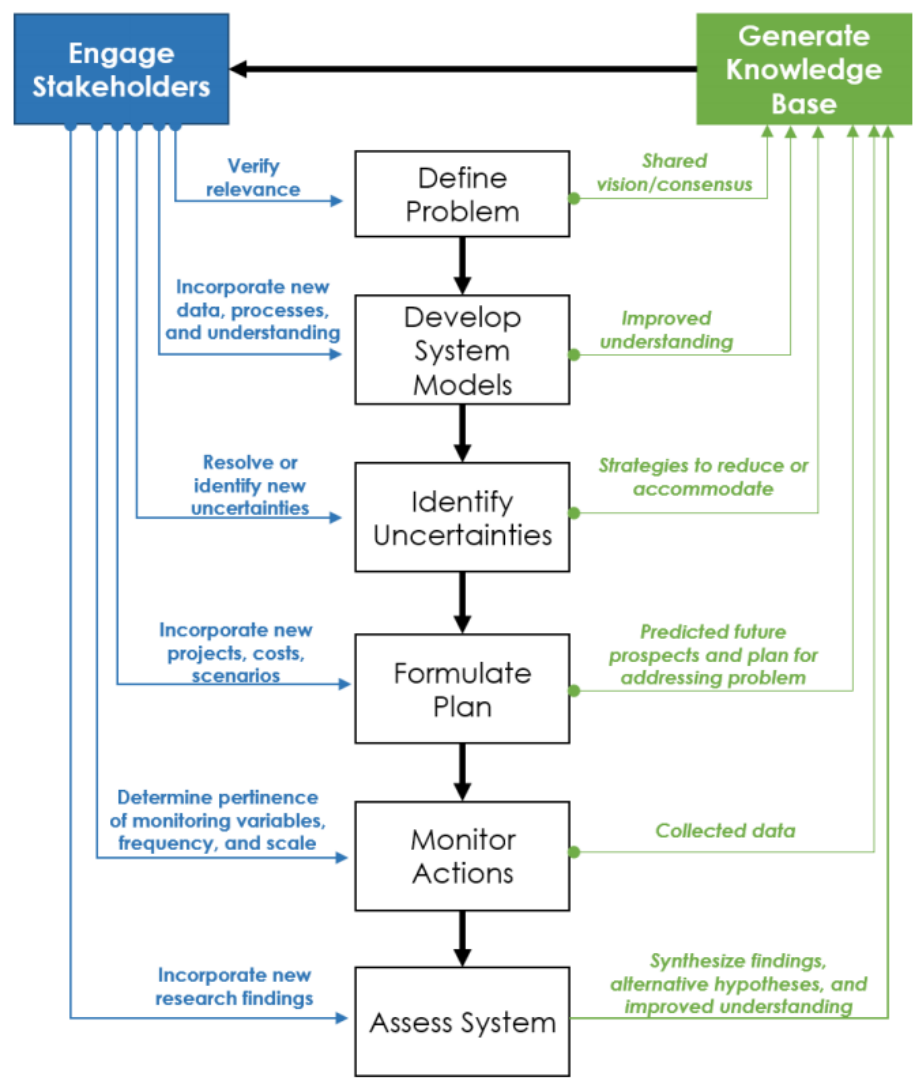 Engage
Stakeholders
Generate
Knowledge
Base
Verify
relevance
Define
Problem
Shared
vision/consensus
Incorporate new
data, processes,
and understanding
Develop
System
Models
Improved
understanding
Resolve or
identify new
uncertainties
Identify
Uncertainties
Strategies to reduce or
accommodate
Incorporate new
projects, costs,
scenarios
Formulate
Plan
Predicted future
prospects and plan for
addressing problem
Determine pertinence
of monitoring variables,
frequency, and scale
Monitor
Actions
Collected data
Incorporate new
research findings
Assess System
Synthesize findings,
alternative hypotheses, and
improved understanding